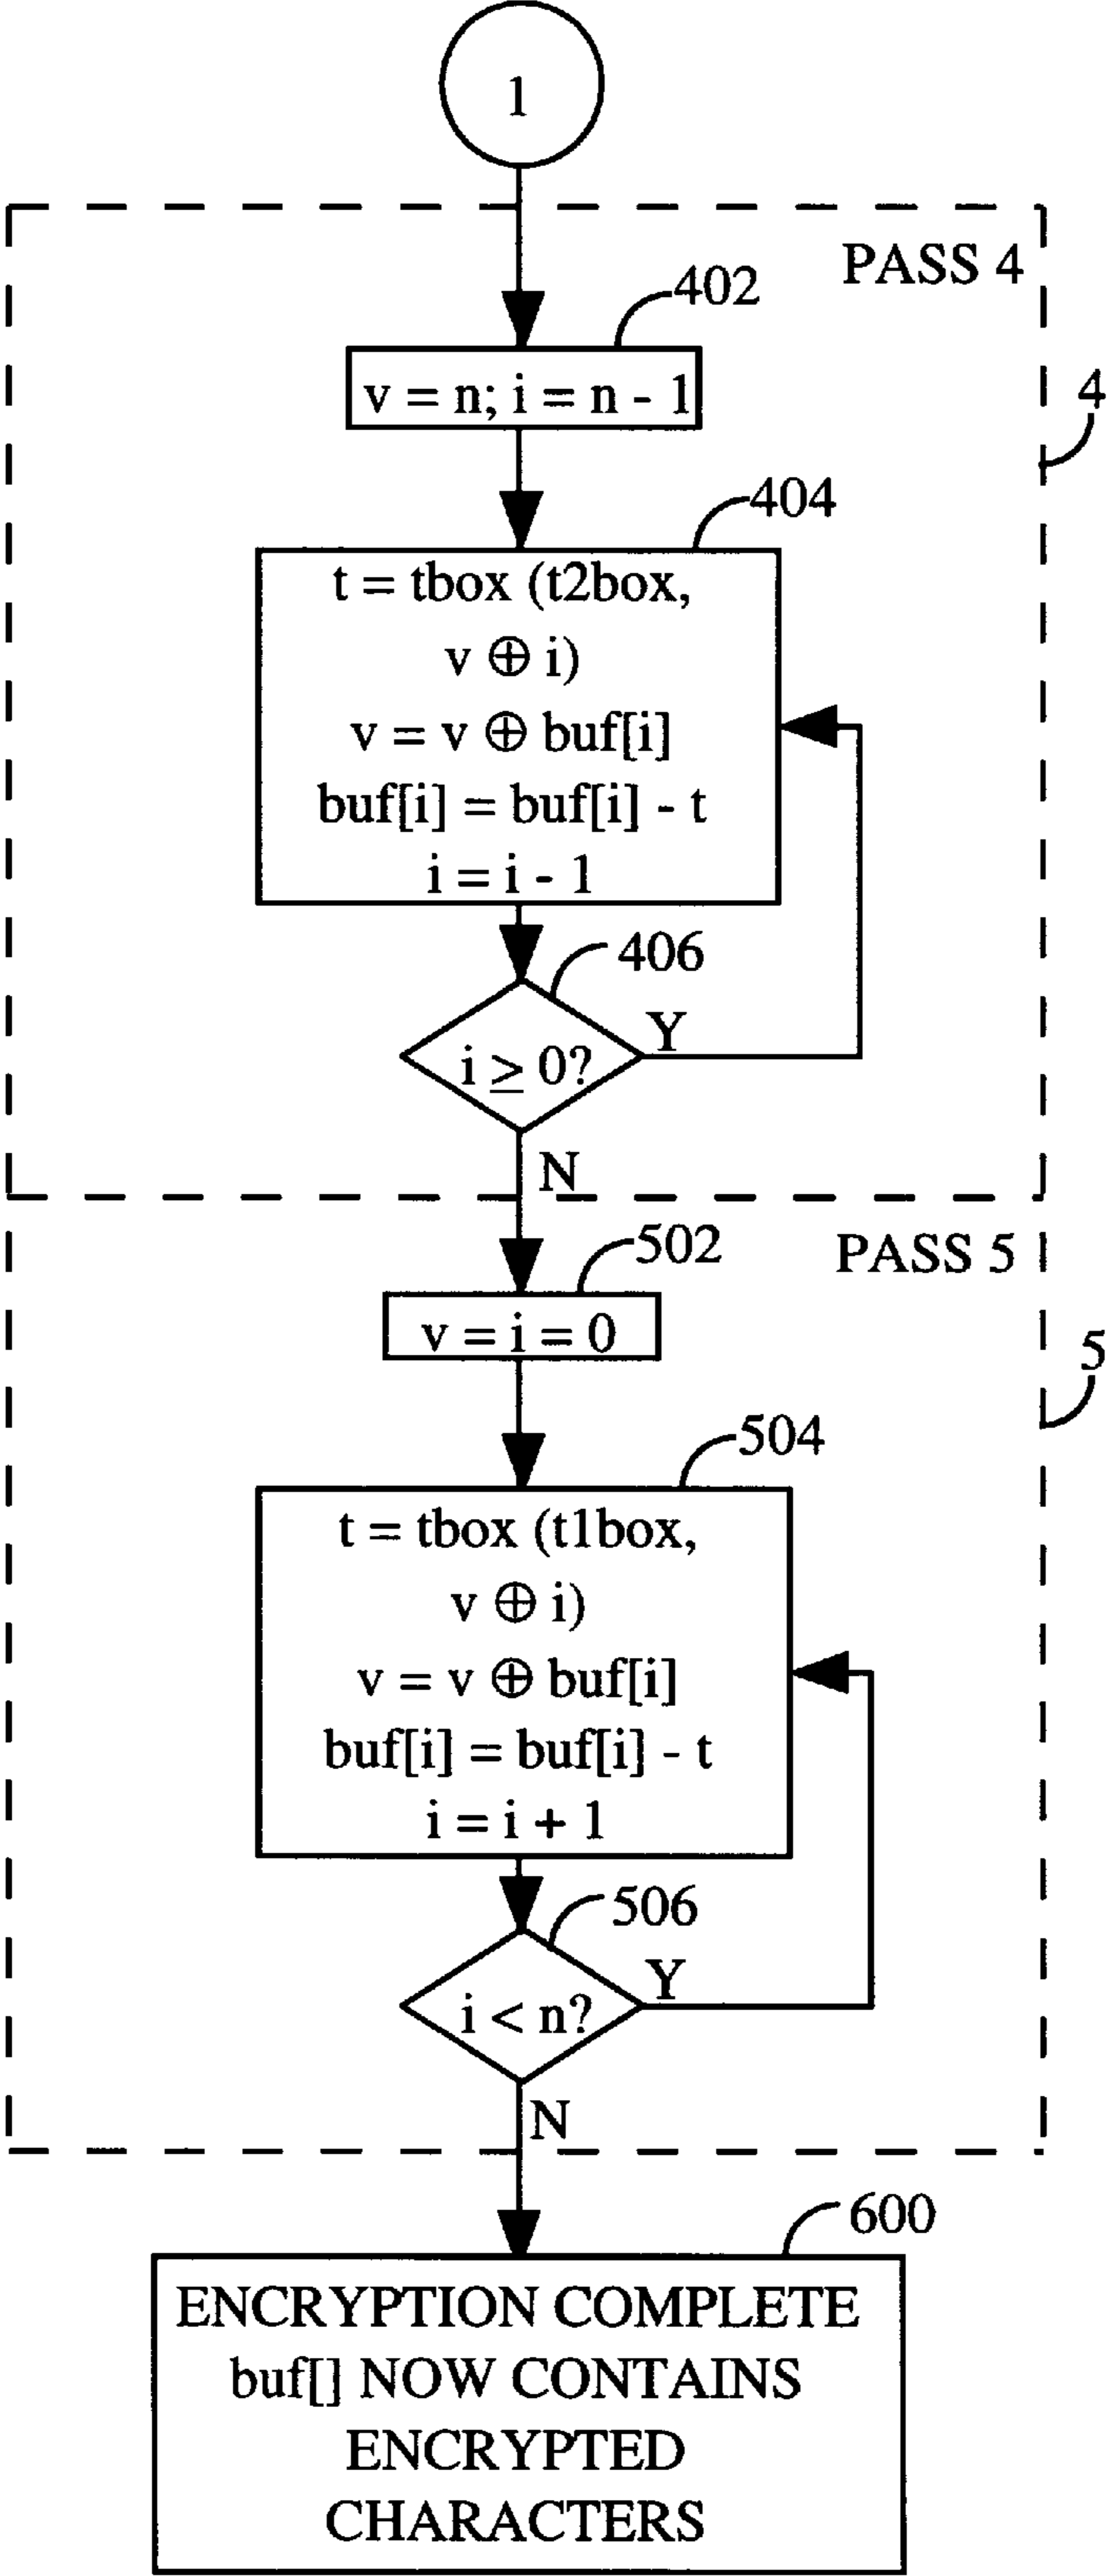 1
PASS 4
402
v = n; i = n - 1
4
404
t = tbox (t2box,
v ⊕ i)
v = v ⊕ buf[i]
buf[i] = buf[i] - t
i = i - 1
406
i ≥ 0?
Y
N
PASS 5
502
v = i = 0
5
504
t = tbox (t1box,
v ⊕ i)
v = v ⊕ buf[i]
buf[i] = buf[i] - t
i = i + 1
506
i < n?
Y
N
600
ENCRYPTION COMPLETE
buf[] NOW CONTAINS
ENCRYPTED
CHARACTERS